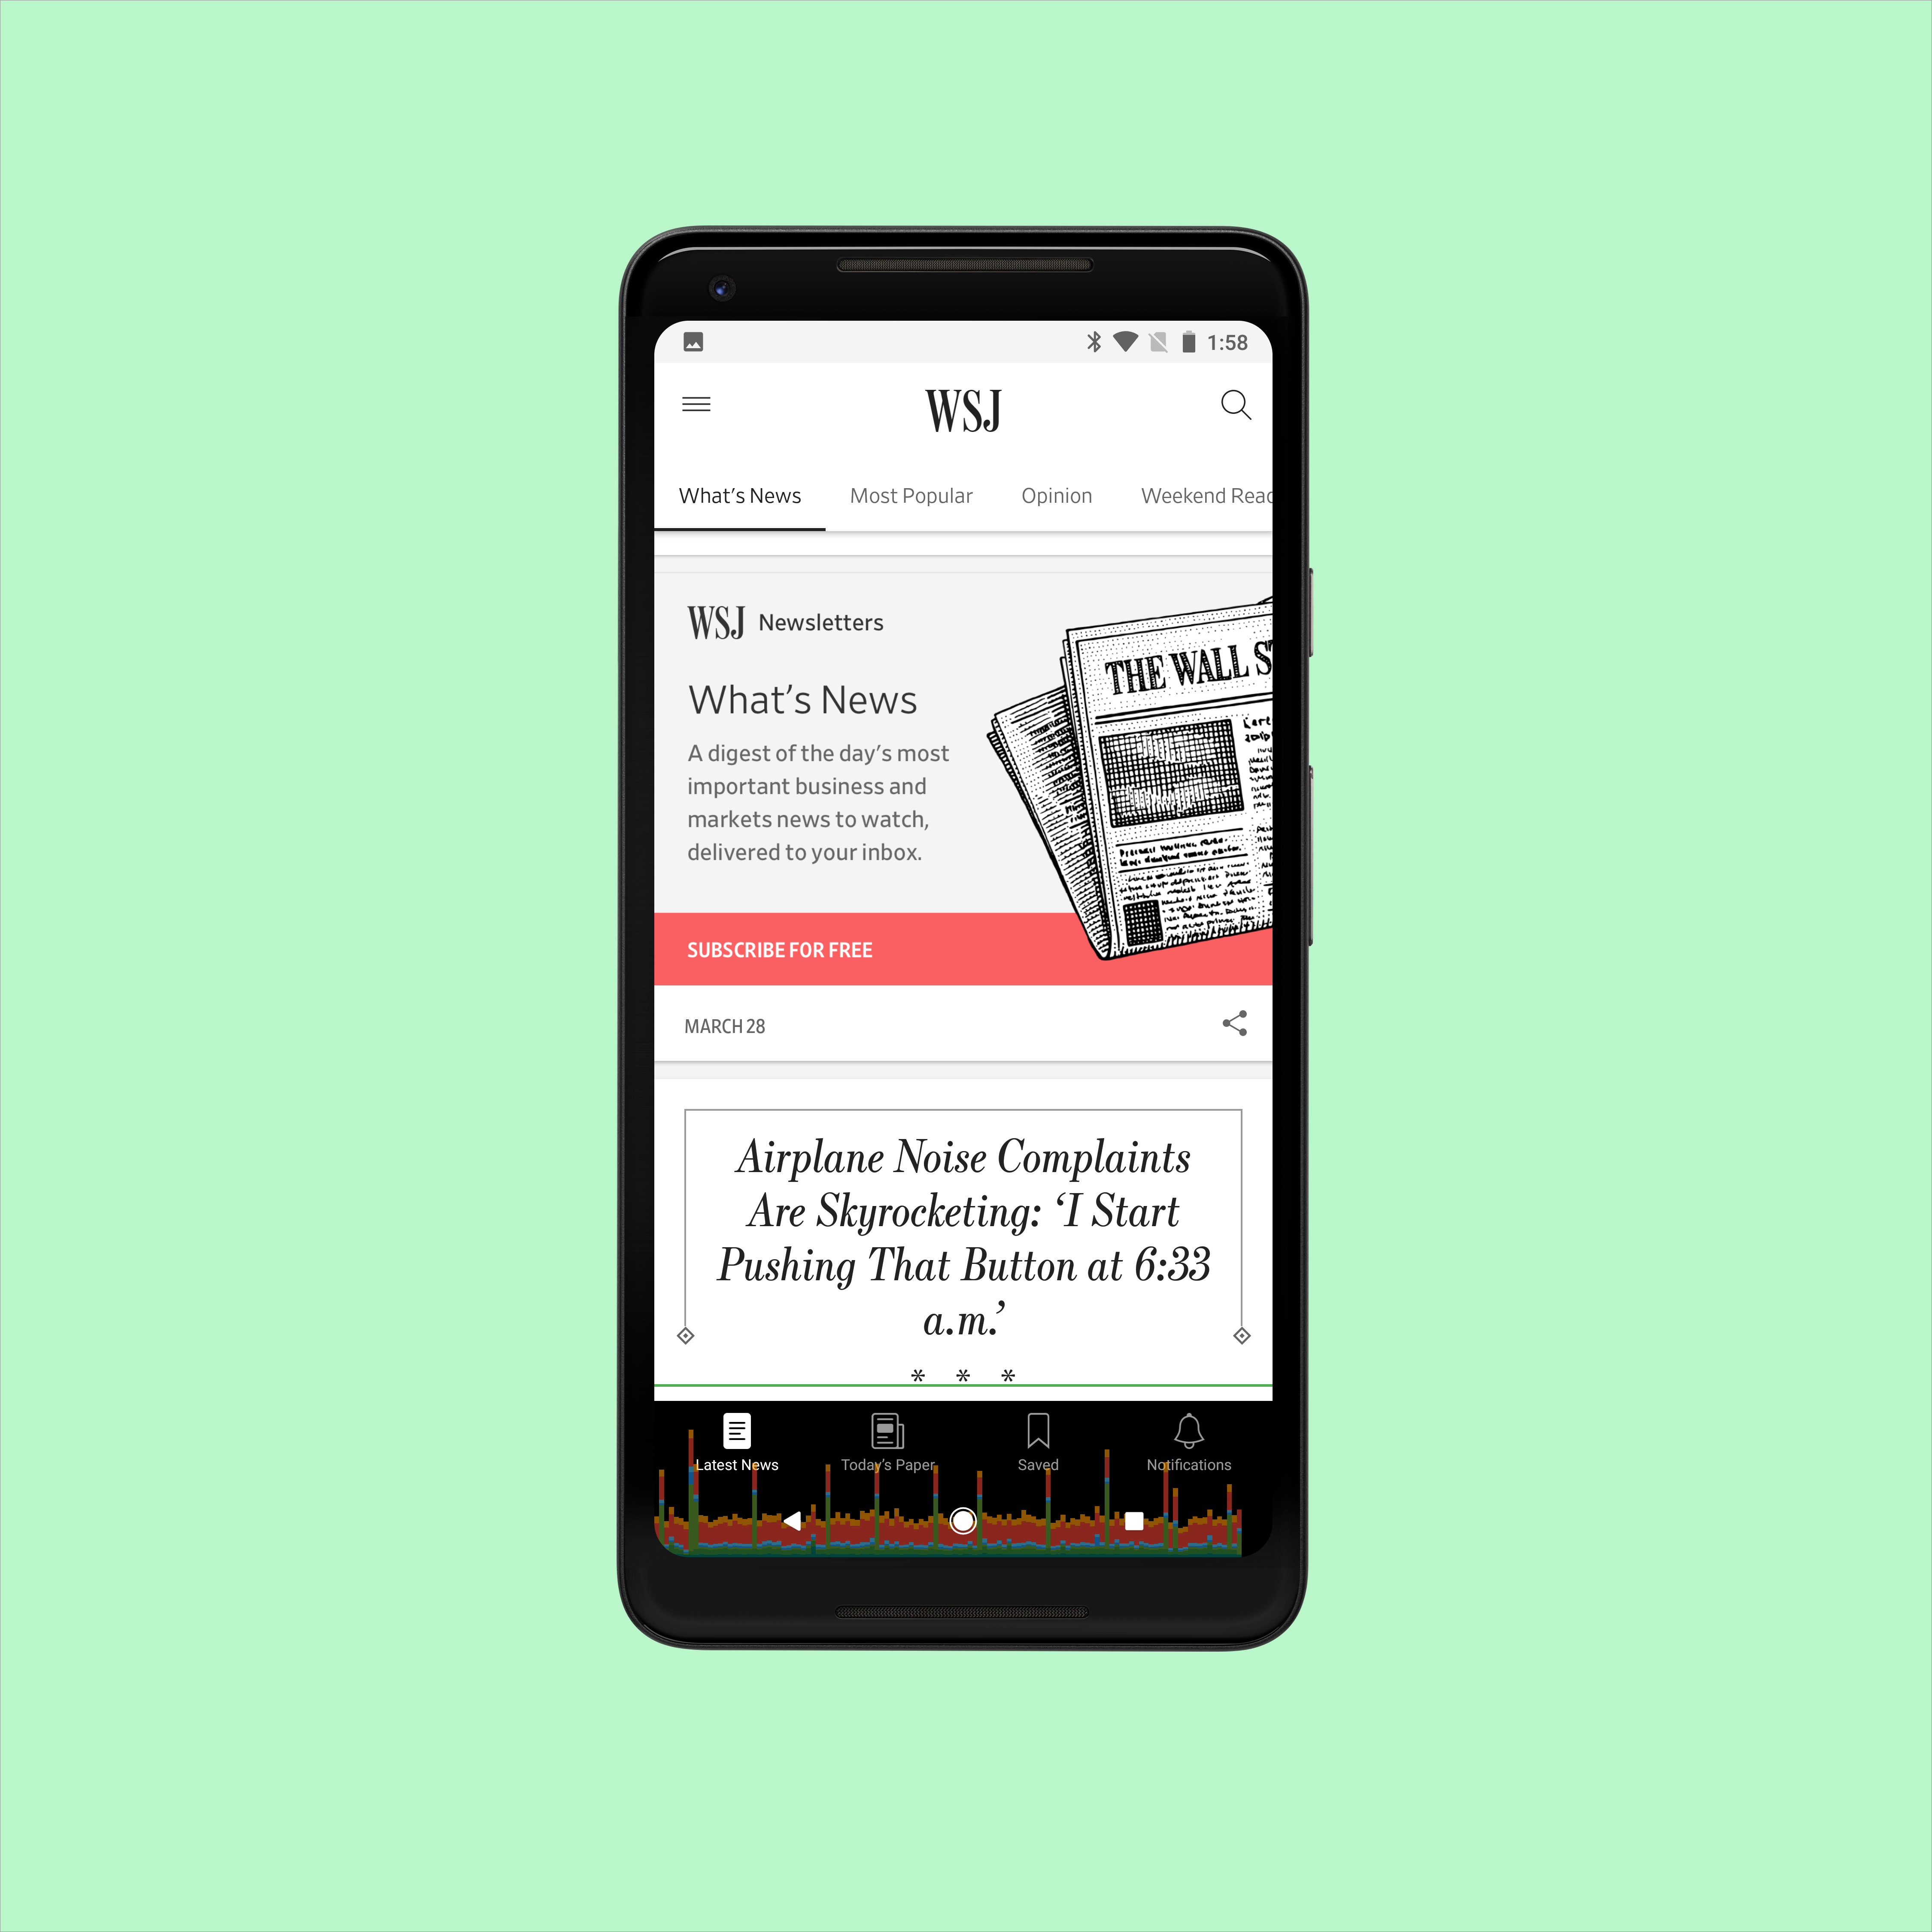 1:58
WSJ
What’s News Most Popular Opinion Weekend Read
WSJ Newsletters
THE WALL S
What’s News
A digest of the day’s most
important business and
markets news to watch,
delivered to your inbox.
SUBSCRIBE FOR FREE
MARCH 28
Airplane Noise Complaints
Are Skyrocketing: ‘I Start
Pushing That Button at 6:33
a.m.’
* * *
Latest News Today’s Paper Saved Notifications